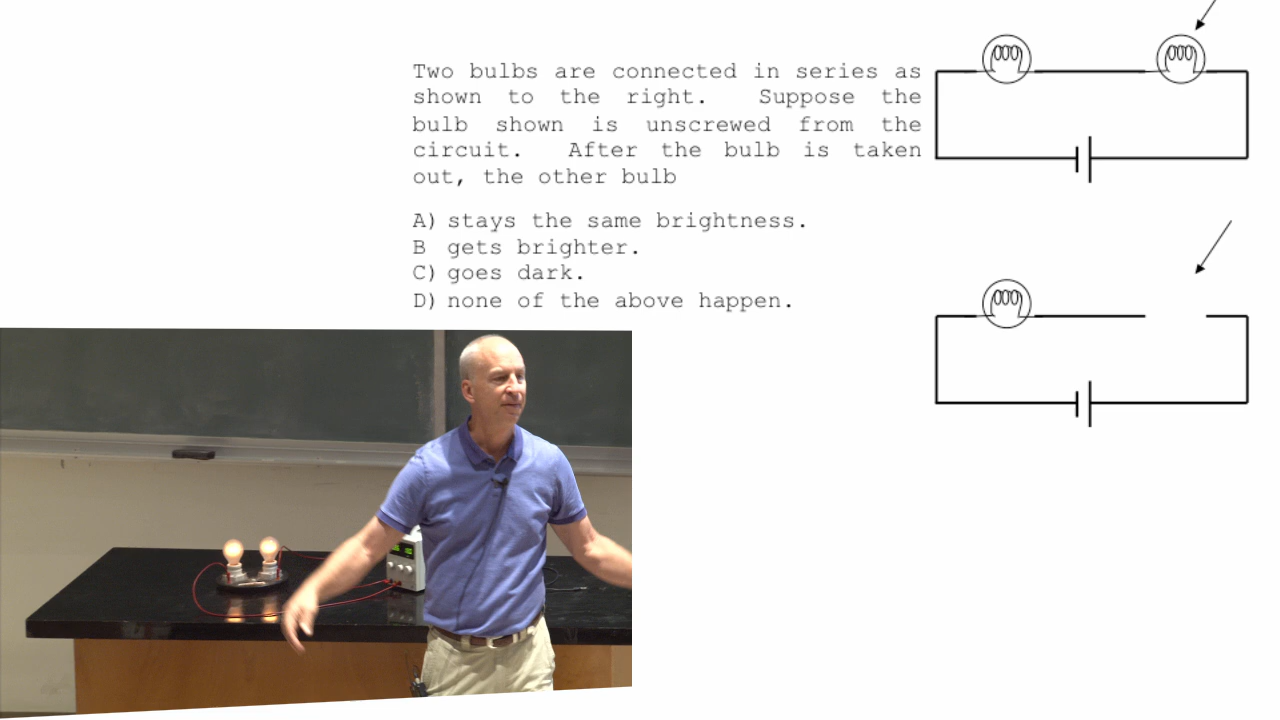 Two bulbs are connected in series as
shown to the right. Suppose the
bulb shown is unscrewed from the
circuit. After the bulb is taken
out, the other bulb
A) stays the same brightness.
B gets brighter.
C) goes dark.
D) none of the above happen.